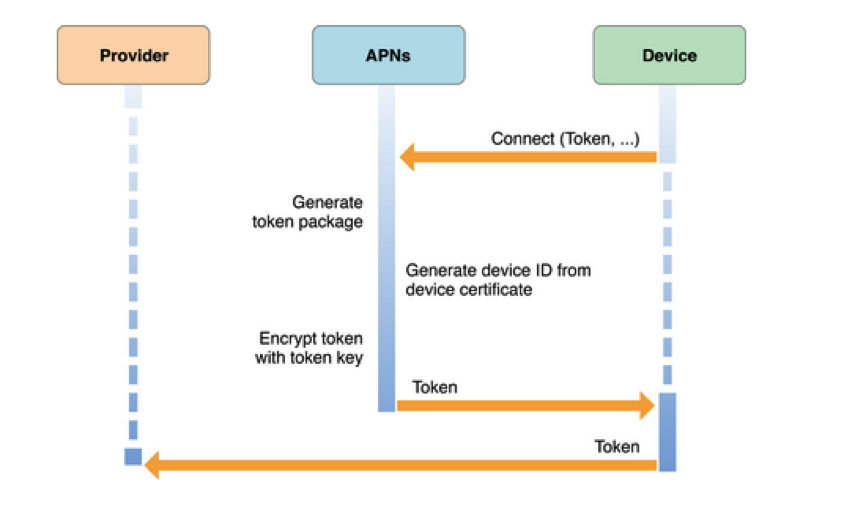 Provider
APNs
Device
Connect (Token, ...)
Generate
token package
Generate device ID from
device certificate
Encrypt token
with token key
Token
Token